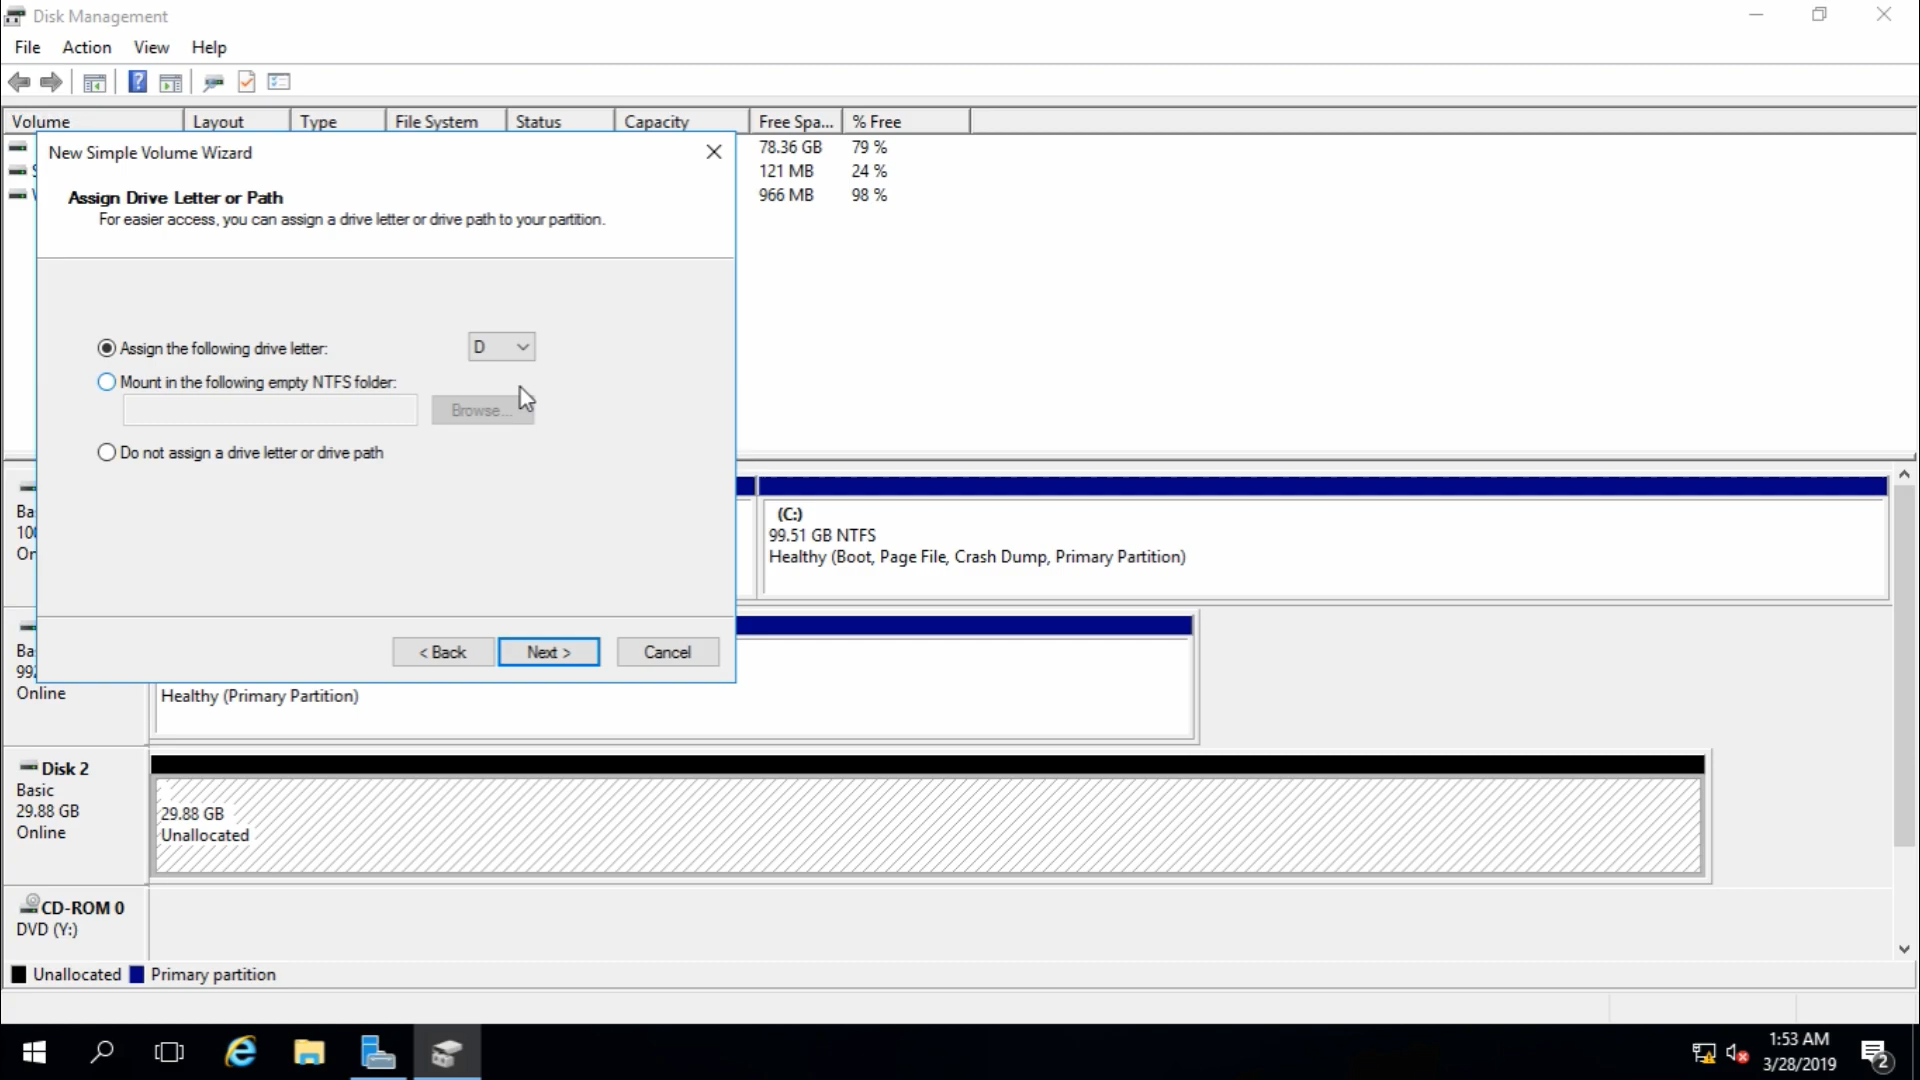 Disk Management
File Action View Help
Volume Layout Type File System Status Capacity Free Spa... % Free
78.36 GB 79 %
121 MB 24 %
966 MB 98 %
New Simple Volume Wizard
Assign Drive Letter or Path
For easier access, you can assign a drive letter or drive path to your partition.
Assign the following drive letter: D
Mount in the following empty NTFS folder:
Browse...
Do not assign a drive letter or drive path
< Back Next > Cancel
(C:)
99.51 GB NTFS
Healthy (Boot, Page File, Crash Dump, Primary Partition)
Online
Healthy (Primary Partition)
Disk 2
Basic
29.88 GB
Online
29.88 GB
Unallocated
CD-ROM 0
DVD (Y:)
Unallocated Primary partition
1:53 AM
3/28/2019
2